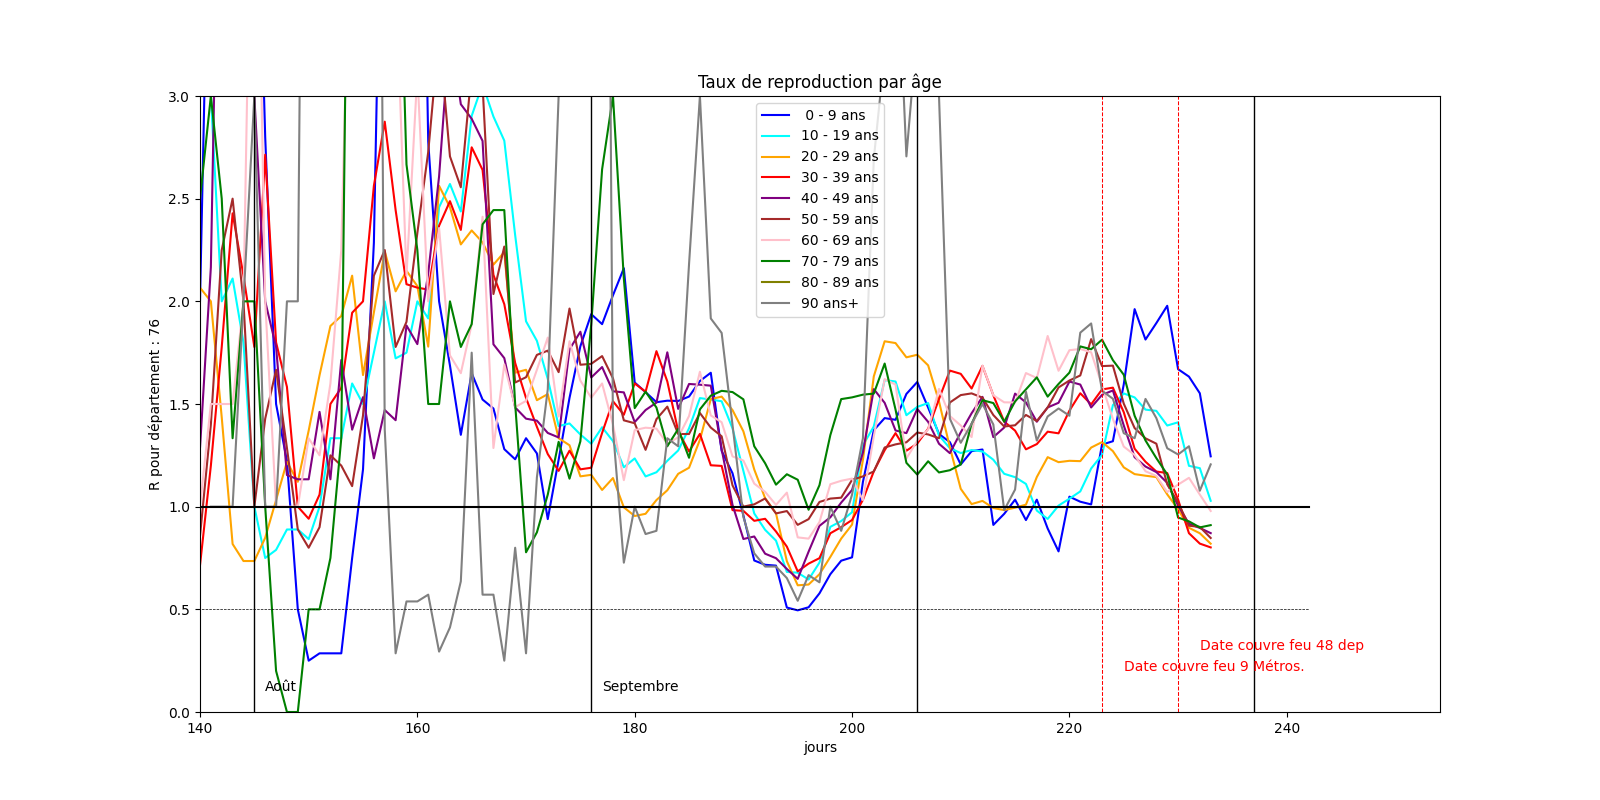 Taux de reproduction par âge
R pour département : 76
3.0
2.5
2.0
1.5
1.0
0.5
0.0
0 - 9 ans
10 - 19 ans
20 - 29 ans
30 - 39 ans
40 - 49 ans
50 - 59 ans
60 - 69 ans
70 - 79 ans
80 - 89 ans
90 ans+
Date couvre feu 48 dep
Date couvre feu 9 Métros.
Août
Septembre
140
160
180
200
220
240
jours